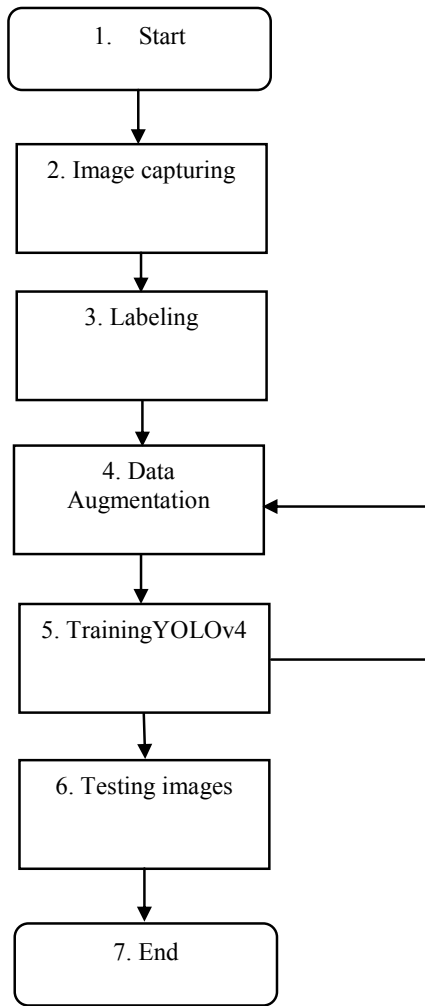 1. Start
2. Image capturing
3. Labeling
4. Data
Augmentation
5. TrainingYOLOv4
6. Testing images
7. End